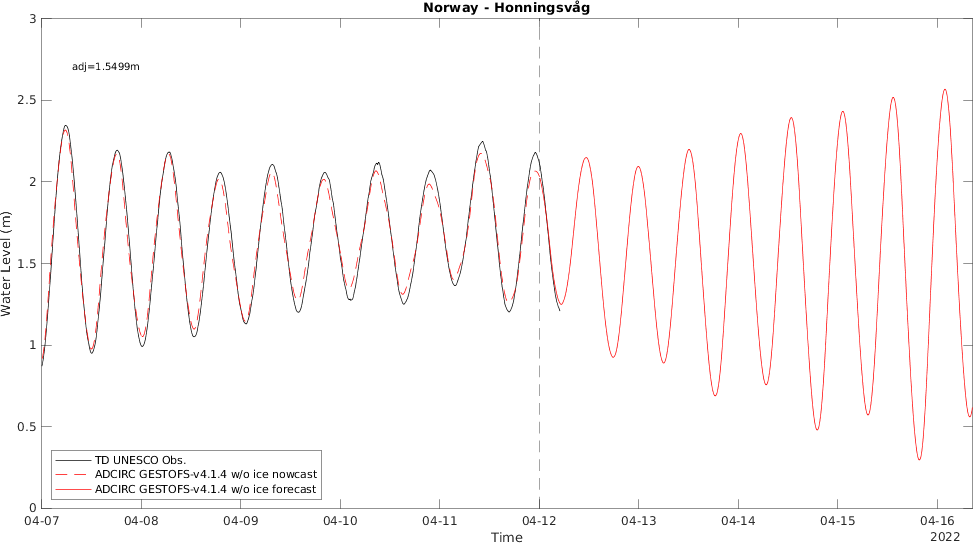 Norway - Honningsvåg
adj=1.5499m
3
2.5
2
1.5
1
0.5
0
Water Level (m)
TD UNESCO Obs.
ADCIRC GESTOFS-v4.1.4 w/o ice nowcast
ADCIRC GESTOFS-v4.1.4 w/o ice forecast
04-07 04-08 04-09 04-10 04-11 04-12 04-13 04-14 04-15 04-16
Time
2022